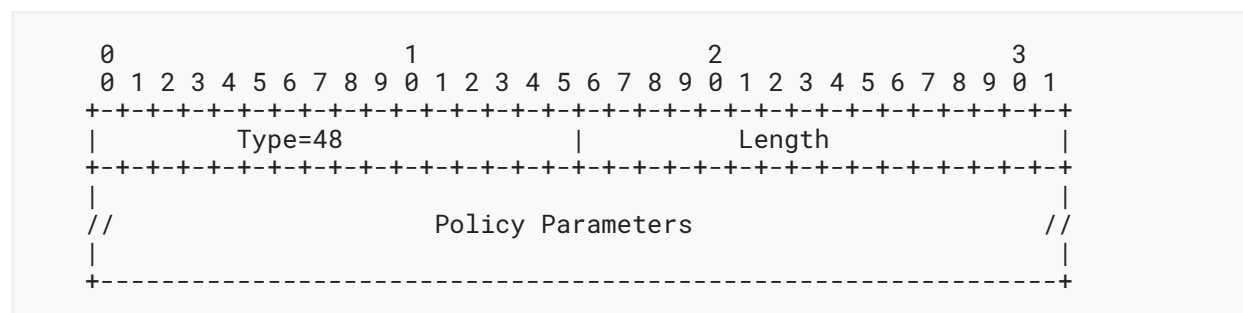 0                   1                   2                   3
 0 1 2 3 4 5 6 7 8 9 0 1 2 3 4 5 6 7 8 9 0 1 2 3 4 5 6 7 8 9 0 1
+-+-+-+-+-+-+-+-+-+-+-+-+-+-+-+-+-+-+-+-+-+-+-+-+-+-+-+-+-+-+-+-+
|         Type=48               |          Length               |
+-+-+-+-+-+-+-+-+-+-+-+-+-+-+-+-+-+-+-+-+-+-+-+-+-+-+-+-+-+-+-+-+
|                                                               |
//                     Policy Parameters                       //
|                                                               |
+---------------------------------------------------------------+